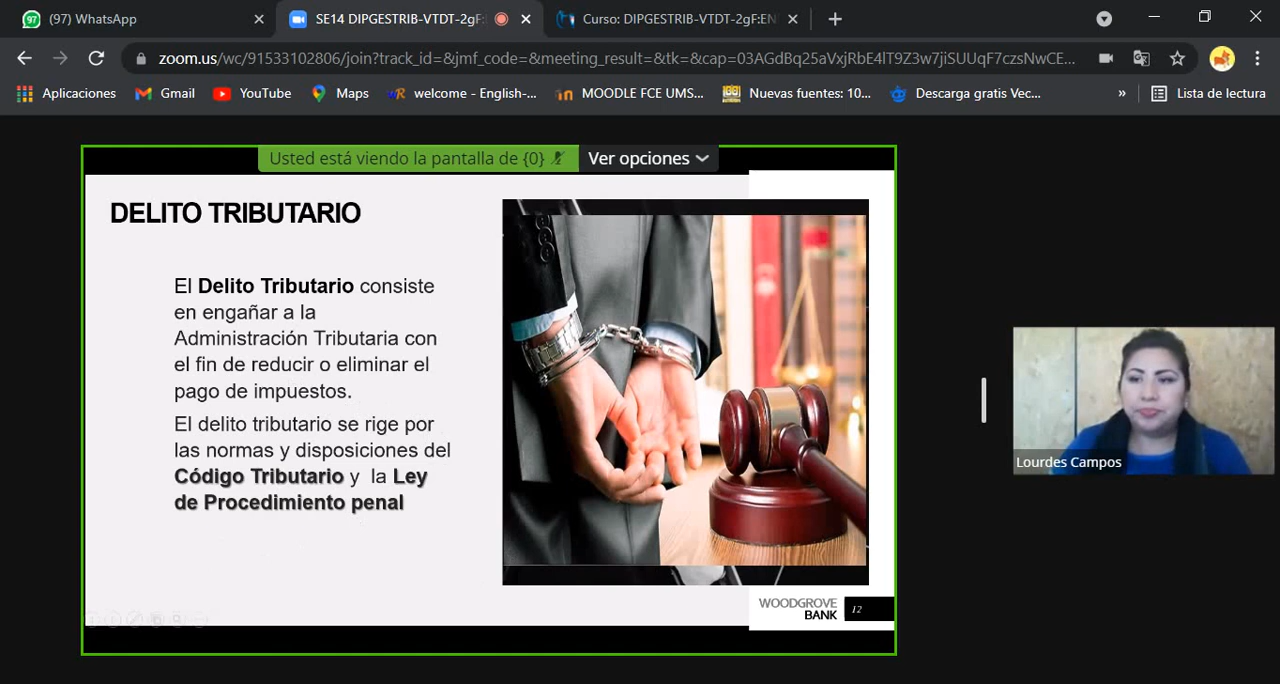 (97) WhatsApp
SE14 DIPGESTRIB-VTDT-2gF:
Curso: DIPGESTRIB-VTDT-2gF:EN
zoom.us/wc/91533102806/join?track_id=&jmf_code=&meeting_result=&tk=&cap=03AGdBq25aVxjRbE4lT9Z3w7jiSUUqF7czsNwCE...
Aplicaciones
Gmail
YouTube
Maps
welcome - English-...
MOODLE FCE UMS...
Nuevas fuentes: 10...
Descarga gratis Vec...
»
Lista de lectura
Usted está viendo la pantalla de {0}
Ver opciones
DELITO TRIBUTARIO
El Delito Tributario consiste
en engañar a la
Administración Tributaria con
el fin de reducir o eliminar el
pago de impuestos.
El delito tributario se rige por
las normas y disposiciones del
Código Tributario y la Ley
de Procedimiento penal
WOODGROVE
BANK
12
Lourdes Campos